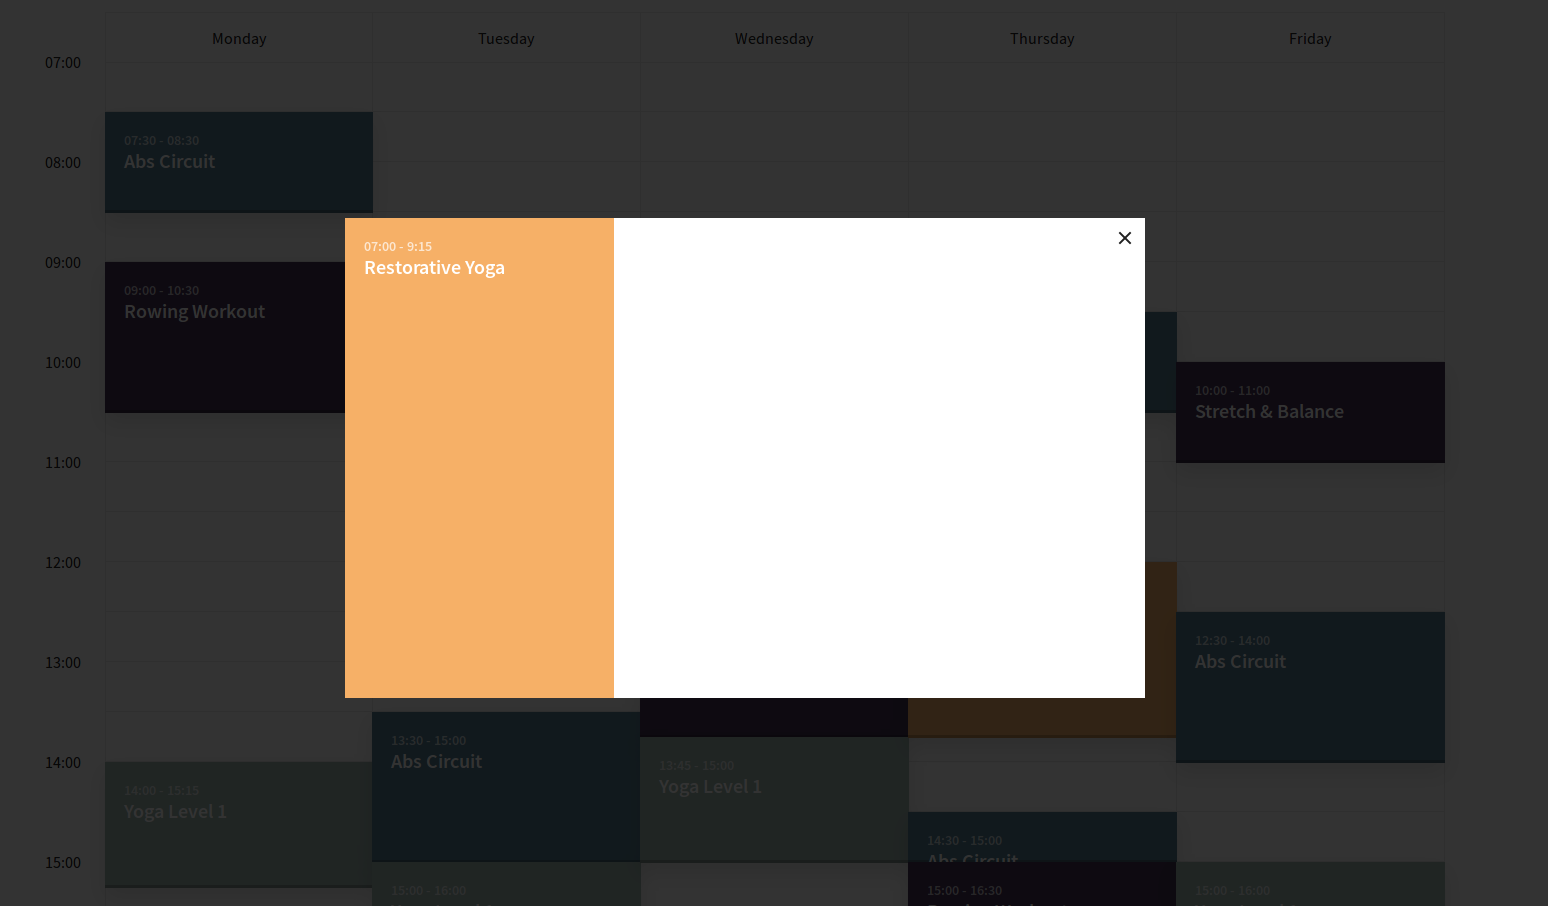 Monday
Tuesday
Wednesday
Thursday
Friday
07:00
08:00
09:00
10:00
11:00
12:00
13:00
14:00
15:00
07:30 - 08:30
Abs Circuit
09:00 - 10:30
Rowing Workout
14:00 - 15:15
Yoga Level 1
07:00 - 9:15
Restorative Yoga
13:30 - 15:00
Abs Circuit
15:00 - 16:00
13:45 - 15:00
Yoga Level 1
14:30 - 15:00
Abs Circuit
15:00 - 16:30
10:00 - 11:00
Stretch & Balance
12:30 - 14:00
Abs Circuit
15:00 - 16:00